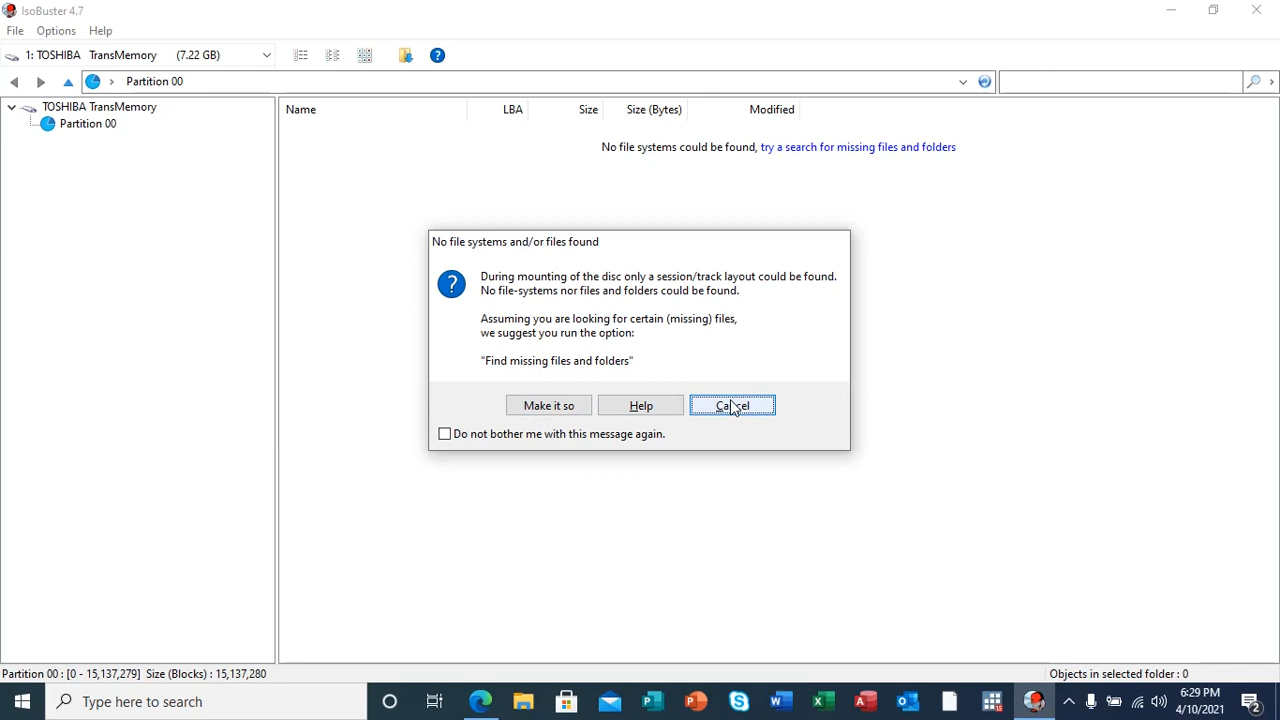 IsoBuster 4.7
File Options Help
1: TOSHIBA TransMemory (7.22 GB)
Partition 00
TOSHIBA TransMemory
Partition 00
Name LBA Size Size (Bytes) Modified
No file systems could be found, try a search for missing files and folders
No file systems and/or files found
During mounting of the disc only a session/track layout could be found.
No file-systems nor files and folders could be found.
Assuming you are looking for certain (missing) files,
we suggest you run the option:
"Find missing files and folders"
Make it so Help Cancel
Do not bother me with this message again.
Partition 00 : [0 - 15,137,279] Size (Blocks) : 15,137,280 Objects in selected folder : 0
Type here to search
6:29 PM
4/10/2021
2